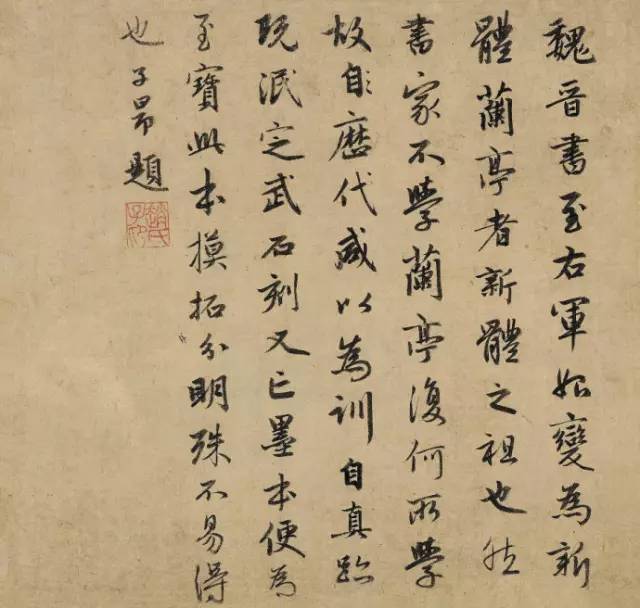 魏晋書至右軍始變為新
體蘭亭者新體之祖也然
書家不學蘭亭復何所學
故自歷代咸以為訓自真跡
既泯定武石刻又亡墨本便為
至寶此本摸拓分明殊不易得
也子昂題
趙氏子昂